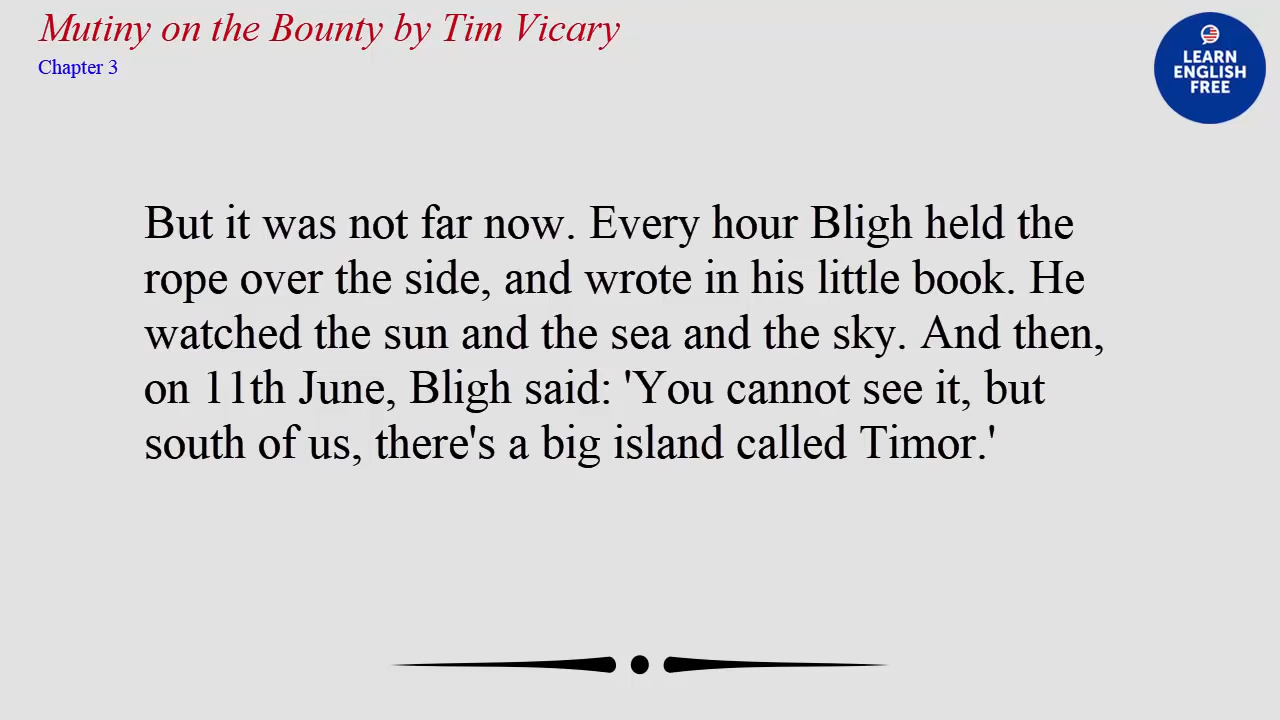 Mutiny on the Bounty by Tim Vicary
Chapter 3
LEARN
ENGLISH
FREE
But it was not far now. Every hour Bligh held the
rope over the side, and wrote in his little book. He
watched the sun and the sea and the sky. And then,
on 11th June, Bligh said: 'You cannot see it, but
south of us, there's a big island called Timor.'